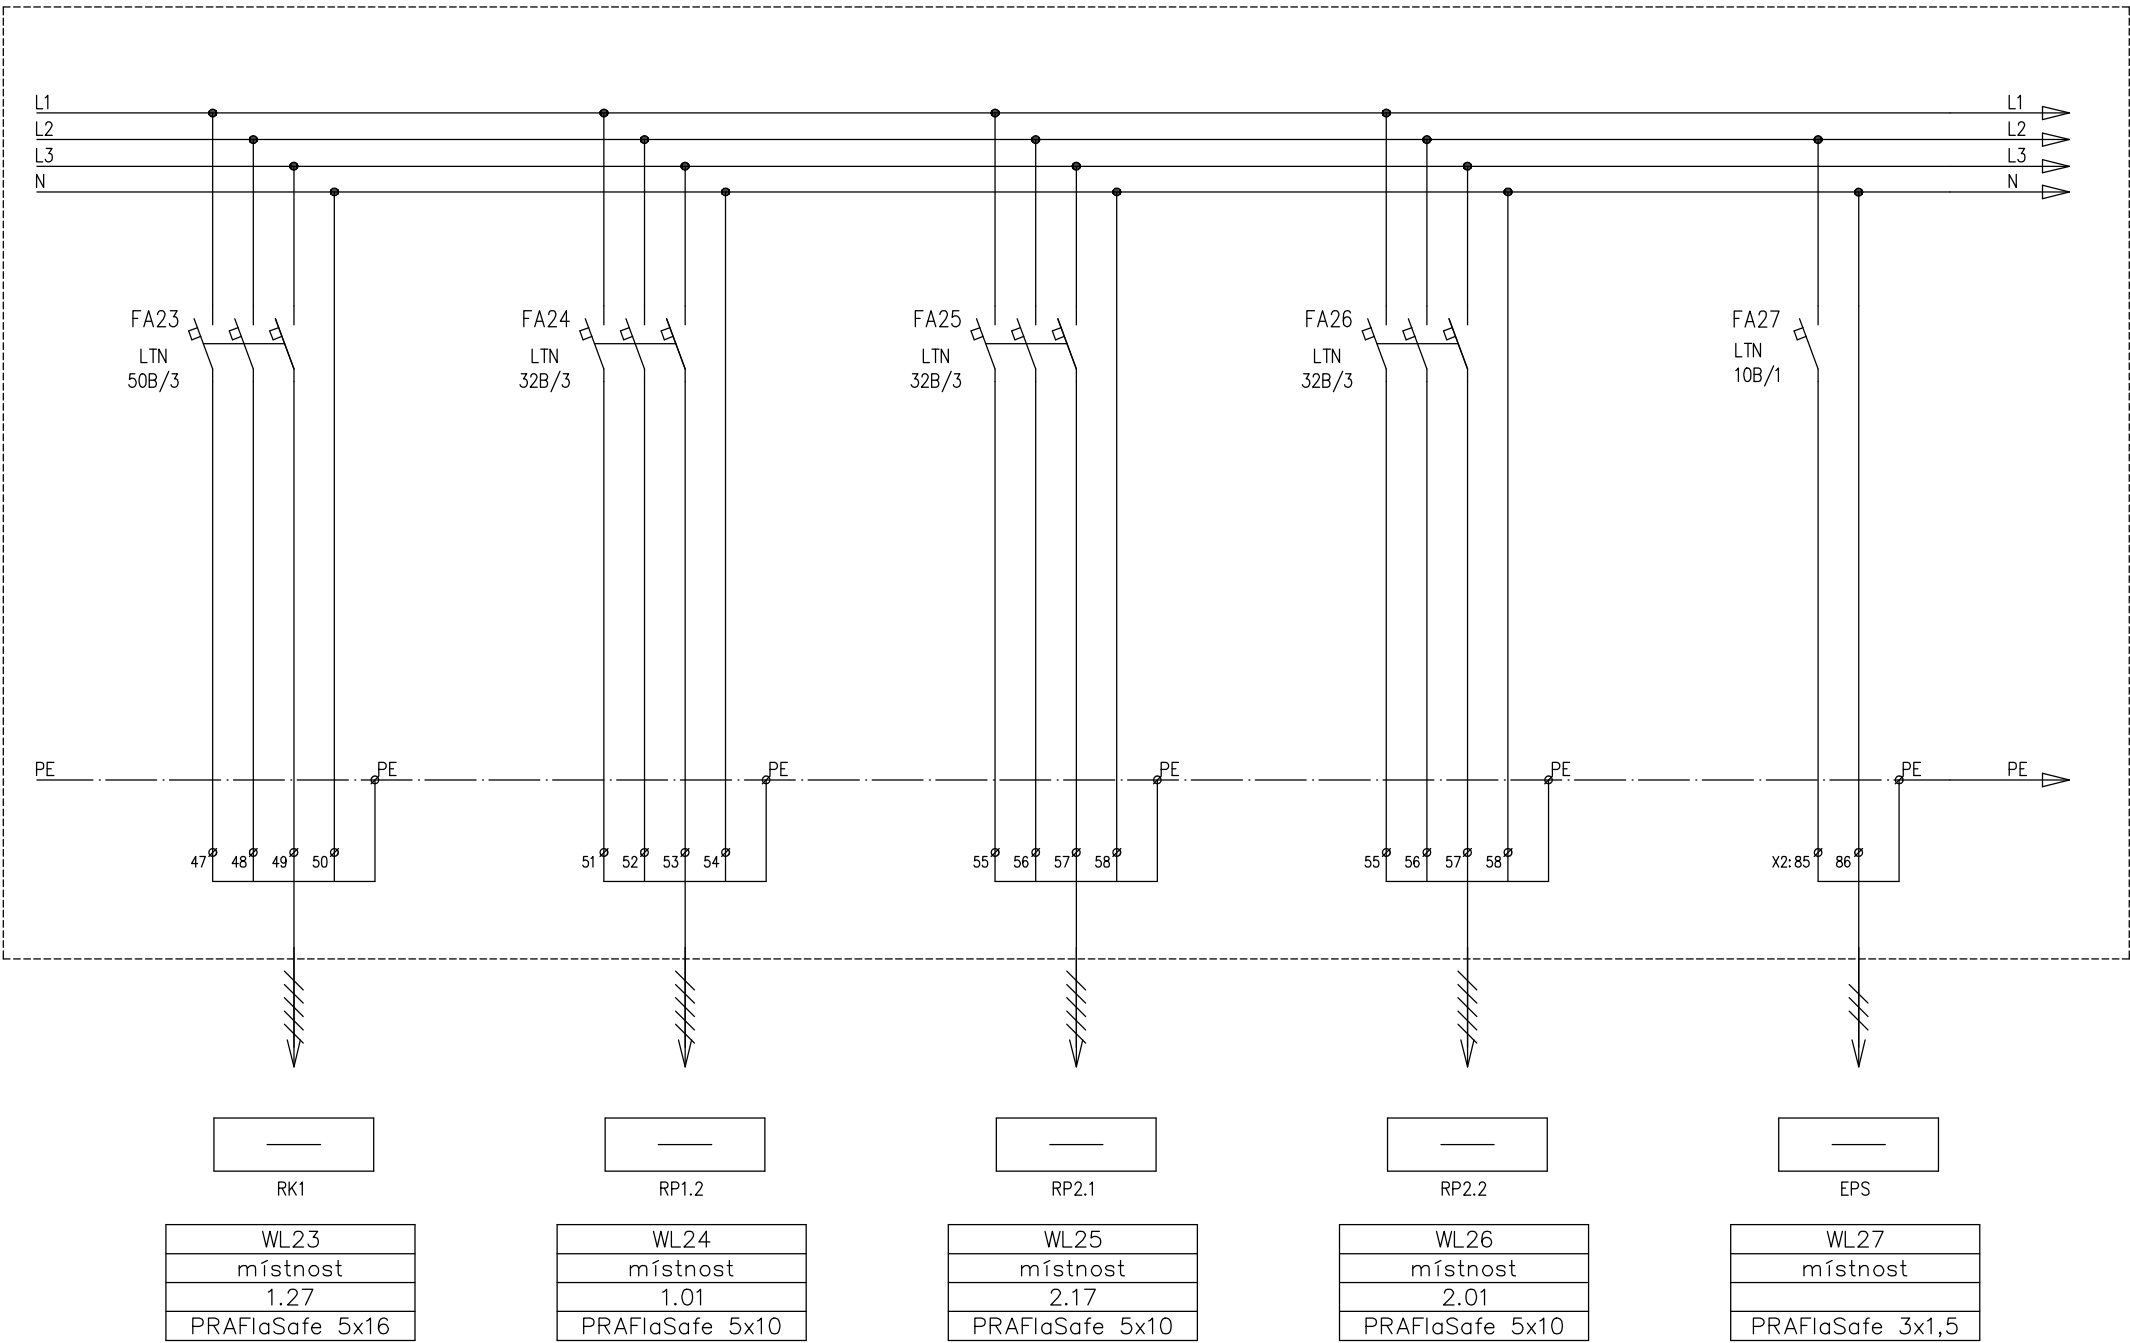 L1 L1
L2 L2
L3 L3
N N
FA23 FA24 FA25 FA26 FA27
LTN LTN LTN LTN LTN
50B/3 32B/3 32B/3 32B/3 10B/1
PE PE PE PE PE PE PE
47 48 49 50 51 52 53 54 55 56 57 58 55 56 57 58 X2:85 86
RK1 RP1.2 RP2.1 RP2.2 EPS
WL23 WL24 WL25 WL26 WL27
místnost místnost místnost místnost místnost
1.27 1.01 2.17 2.01
PRAFlaSafe 5x16 PRAFlaSafe 5x10 PRAFlaSafe 5x10 PRAFlaSafe 5x10 PRAFlaSafe 3x1,5